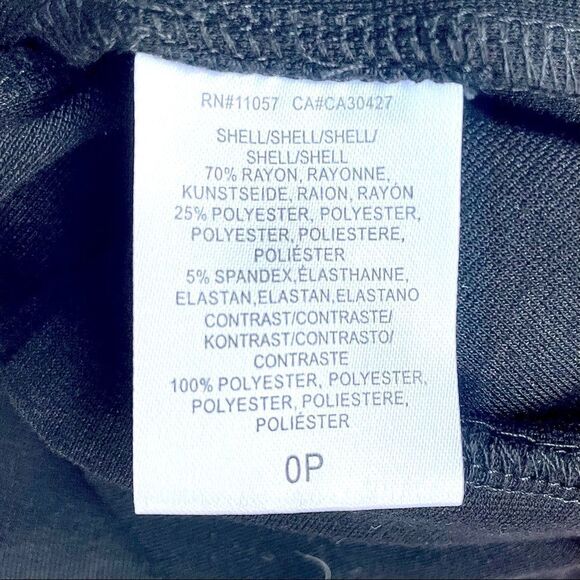 RN#11057 CA#CA30427
SHELL/SHELL/SHELL/
SHELL/SHELL
70% RAYON, RAYONNE,
KUNSTSEIDE, RAION, RAYÓN
25% POLYESTER, POLYESTER,
POLYESTER, POLIESTERE,
POLIÉSTER
5% SPANDEX,ÉLASTHANNE,
ELASTAN,ELASTAN,ELASTANO
CONTRAST/CONTRASTE/
KONTRAST/CONTRASTO/
CONTRASTE
100% POLYESTER, POLYESTER,
POLYESTER, POLIESTERE,
POLIÉSTER
0P